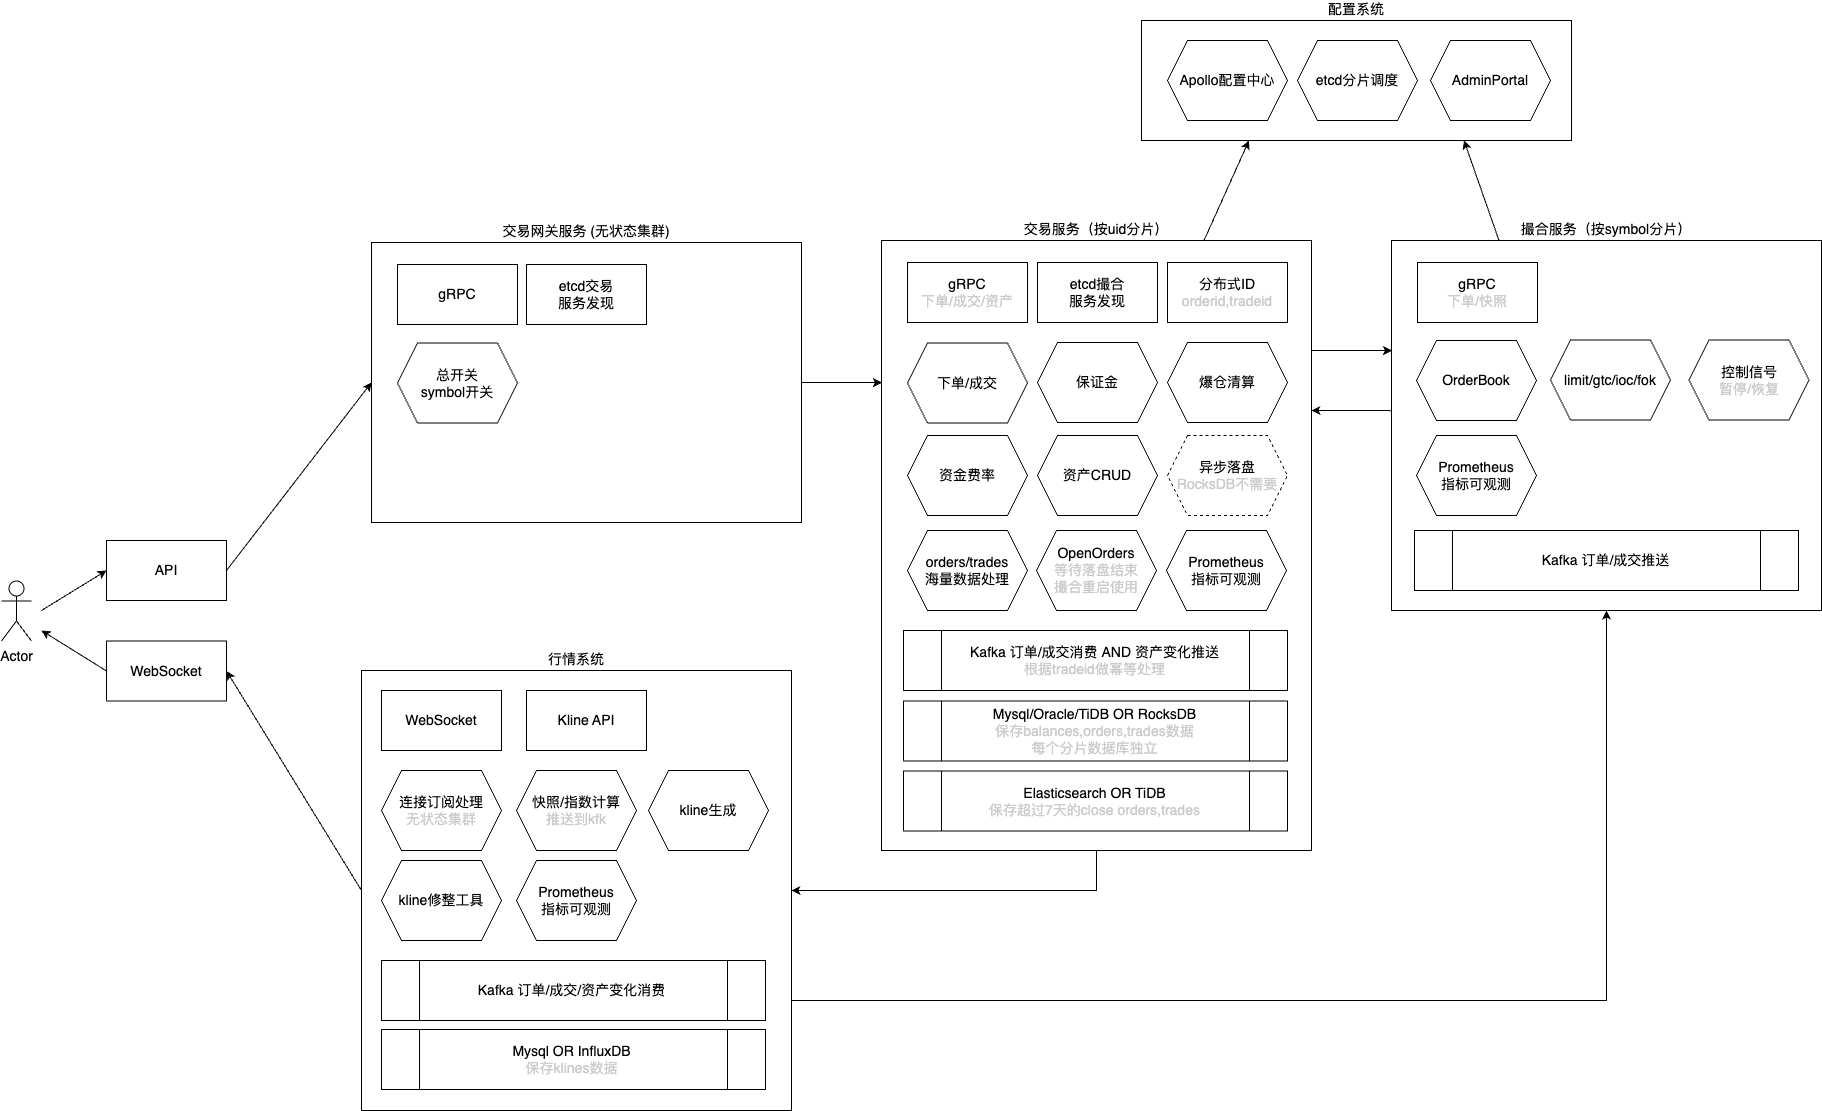 配置系统
Apollo配置中心
etcd分片调度
AdminPortal
交易网关服务 (无状态集群)
gRPC
etcd交易
服务发现
总开关
symbol开关
交易服务（按uid分片）
gRPC
下单/成交/资产
etcd撮合
服务发现
分布式ID
orderid,tradeid
下单/成交
保证金
爆仓清算
资金费率
资产CRUD
异步落盘
RocksDB不需要
orders/trades
海量数据处理
OpenOrders
等待落盘结束
撮合重启使用
Prometheus
指标可观测
Kafka 订单/成交消费 AND 资产变化推送
根据tradeid做幂等处理
Mysql/Oracle/TiDB OR RocksDB
保存balances,orders,trades数据
每个分片数据库独立
Elasticsearch OR TiDB
保存超过7天的close orders,trades
撮合服务（按symbol分片）
gRPC
下单/快照
OrderBook
limit/gtc/ioc/fok
控制信号
暂停/恢复
Prometheus
指标可观测
Kafka 订单/成交推送
API
Actor
WebSocket
行情系统
WebSocket
Kline API
连接订阅处理
无状态集群
快照/指数计算
推送到kfk
kline生成
kline修整工具
Prometheus
指标可观测
Kafka 订单/成交/资产变化消费
Mysql OR InfluxDB
保存klines数据